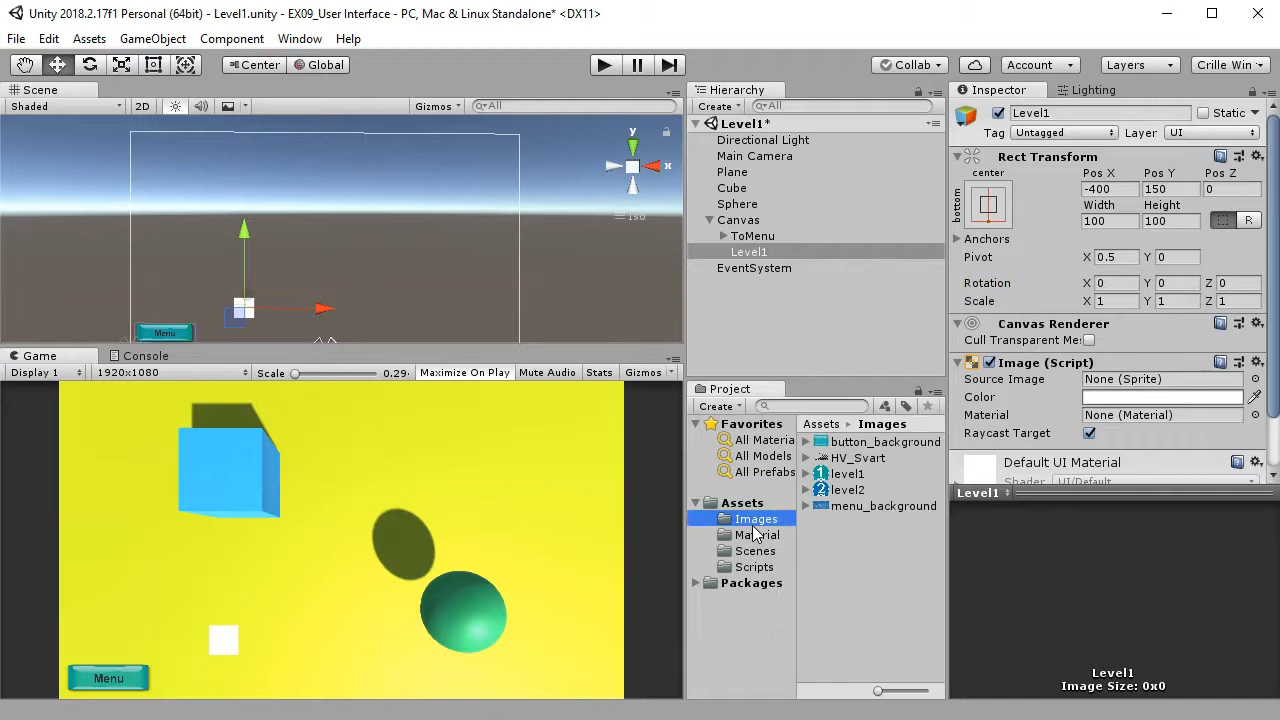 Unity 2018.2.17f1 Personal (64bit) - Level1.unity - EX09_User Interface - PC, Mac & Linux Standalone* <DX11>
File Edit Assets GameObject Component Window Help
Center Global Collab Account Layers Crille Win
Scene
Shaded 2D Gizmos All
y
x
Iso
Menu
Hierarchy
Create All
Level1*
Directional Light
Main Camera
Plane
Cube
Sphere
Canvas
ToMenu
Level1
EventSystem
Inspector Lighting
Level1 Static
Tag Untagged Layer UI
Rect Transform
center Pos X Pos Y Pos Z
bottom -400 150 0
Width Height
100 100 R
Anchors
Pivot X 0.5 Y 0
Rotation X 0 Y 0 Z 0
Scale X 1 Y 1 Z 1
Canvas Renderer
Cull Transparent Me
Image (Script)
Source Image None (Sprite)
Color
Material None (Material)
Raycast Target
Default UI Material
Shader UI/Default
Level1
Level1
Image Size: 0x0
Game Console
Display 1 1920x1080 Scale 0.29 Maximize On Play Mute Audio Stats Gizmos
Menu
Project
Create
Favorites
All Materia
All Models
All Prefabs
Assets
Images
Material
Scenes
Scripts
Packages
Assets Images
button_background
HV_Svart
1 level1
2 level2
menu_background